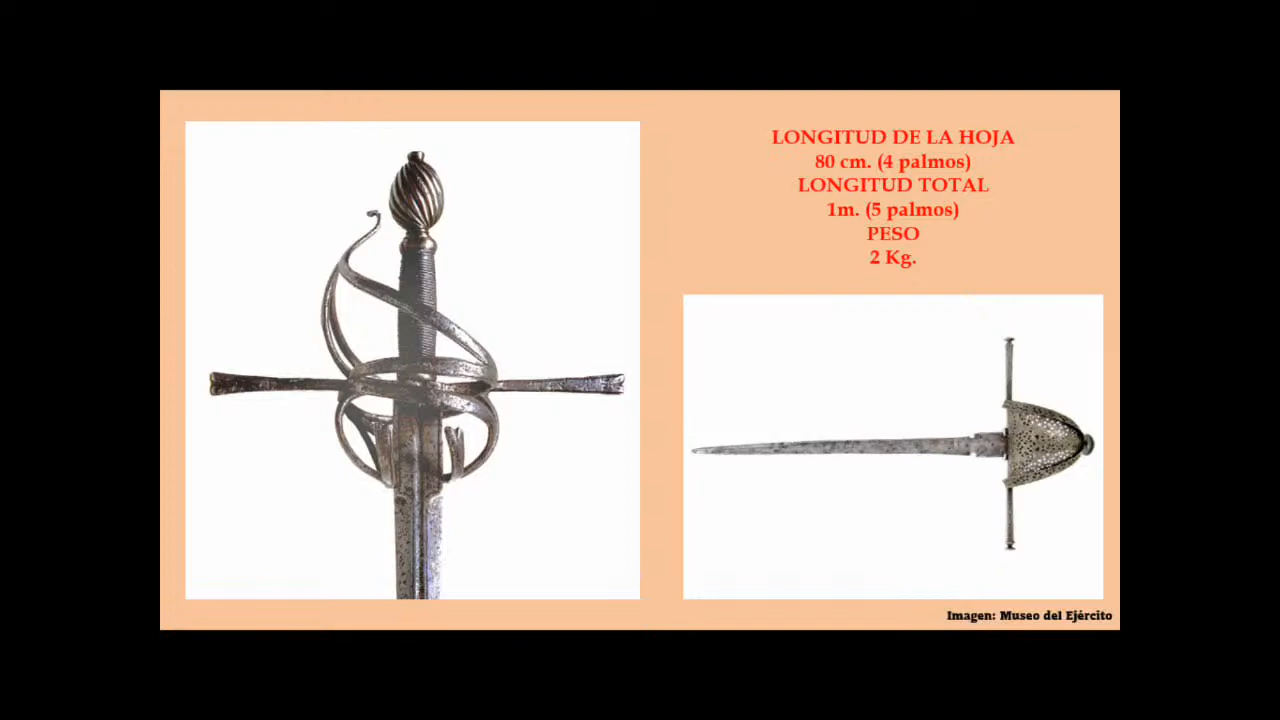 LONGITUD DE LA HOJA
80 cm. (4 palmos)
LONGITUD TOTAL
1m. (5 palmos)
PESO
2 Kg.
Imagen: Museo del Ejército